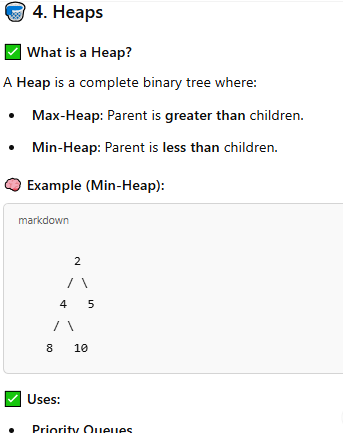 4. Heaps
What is a Heap?
A Heap is a complete binary tree where:
• Max-Heap: Parent is greater than children.
• Min-Heap: Parent is less than children.
Example (Min-Heap):
markdown
2
/ \
4 5
/ \
8 10
Uses:
• Priority Queues